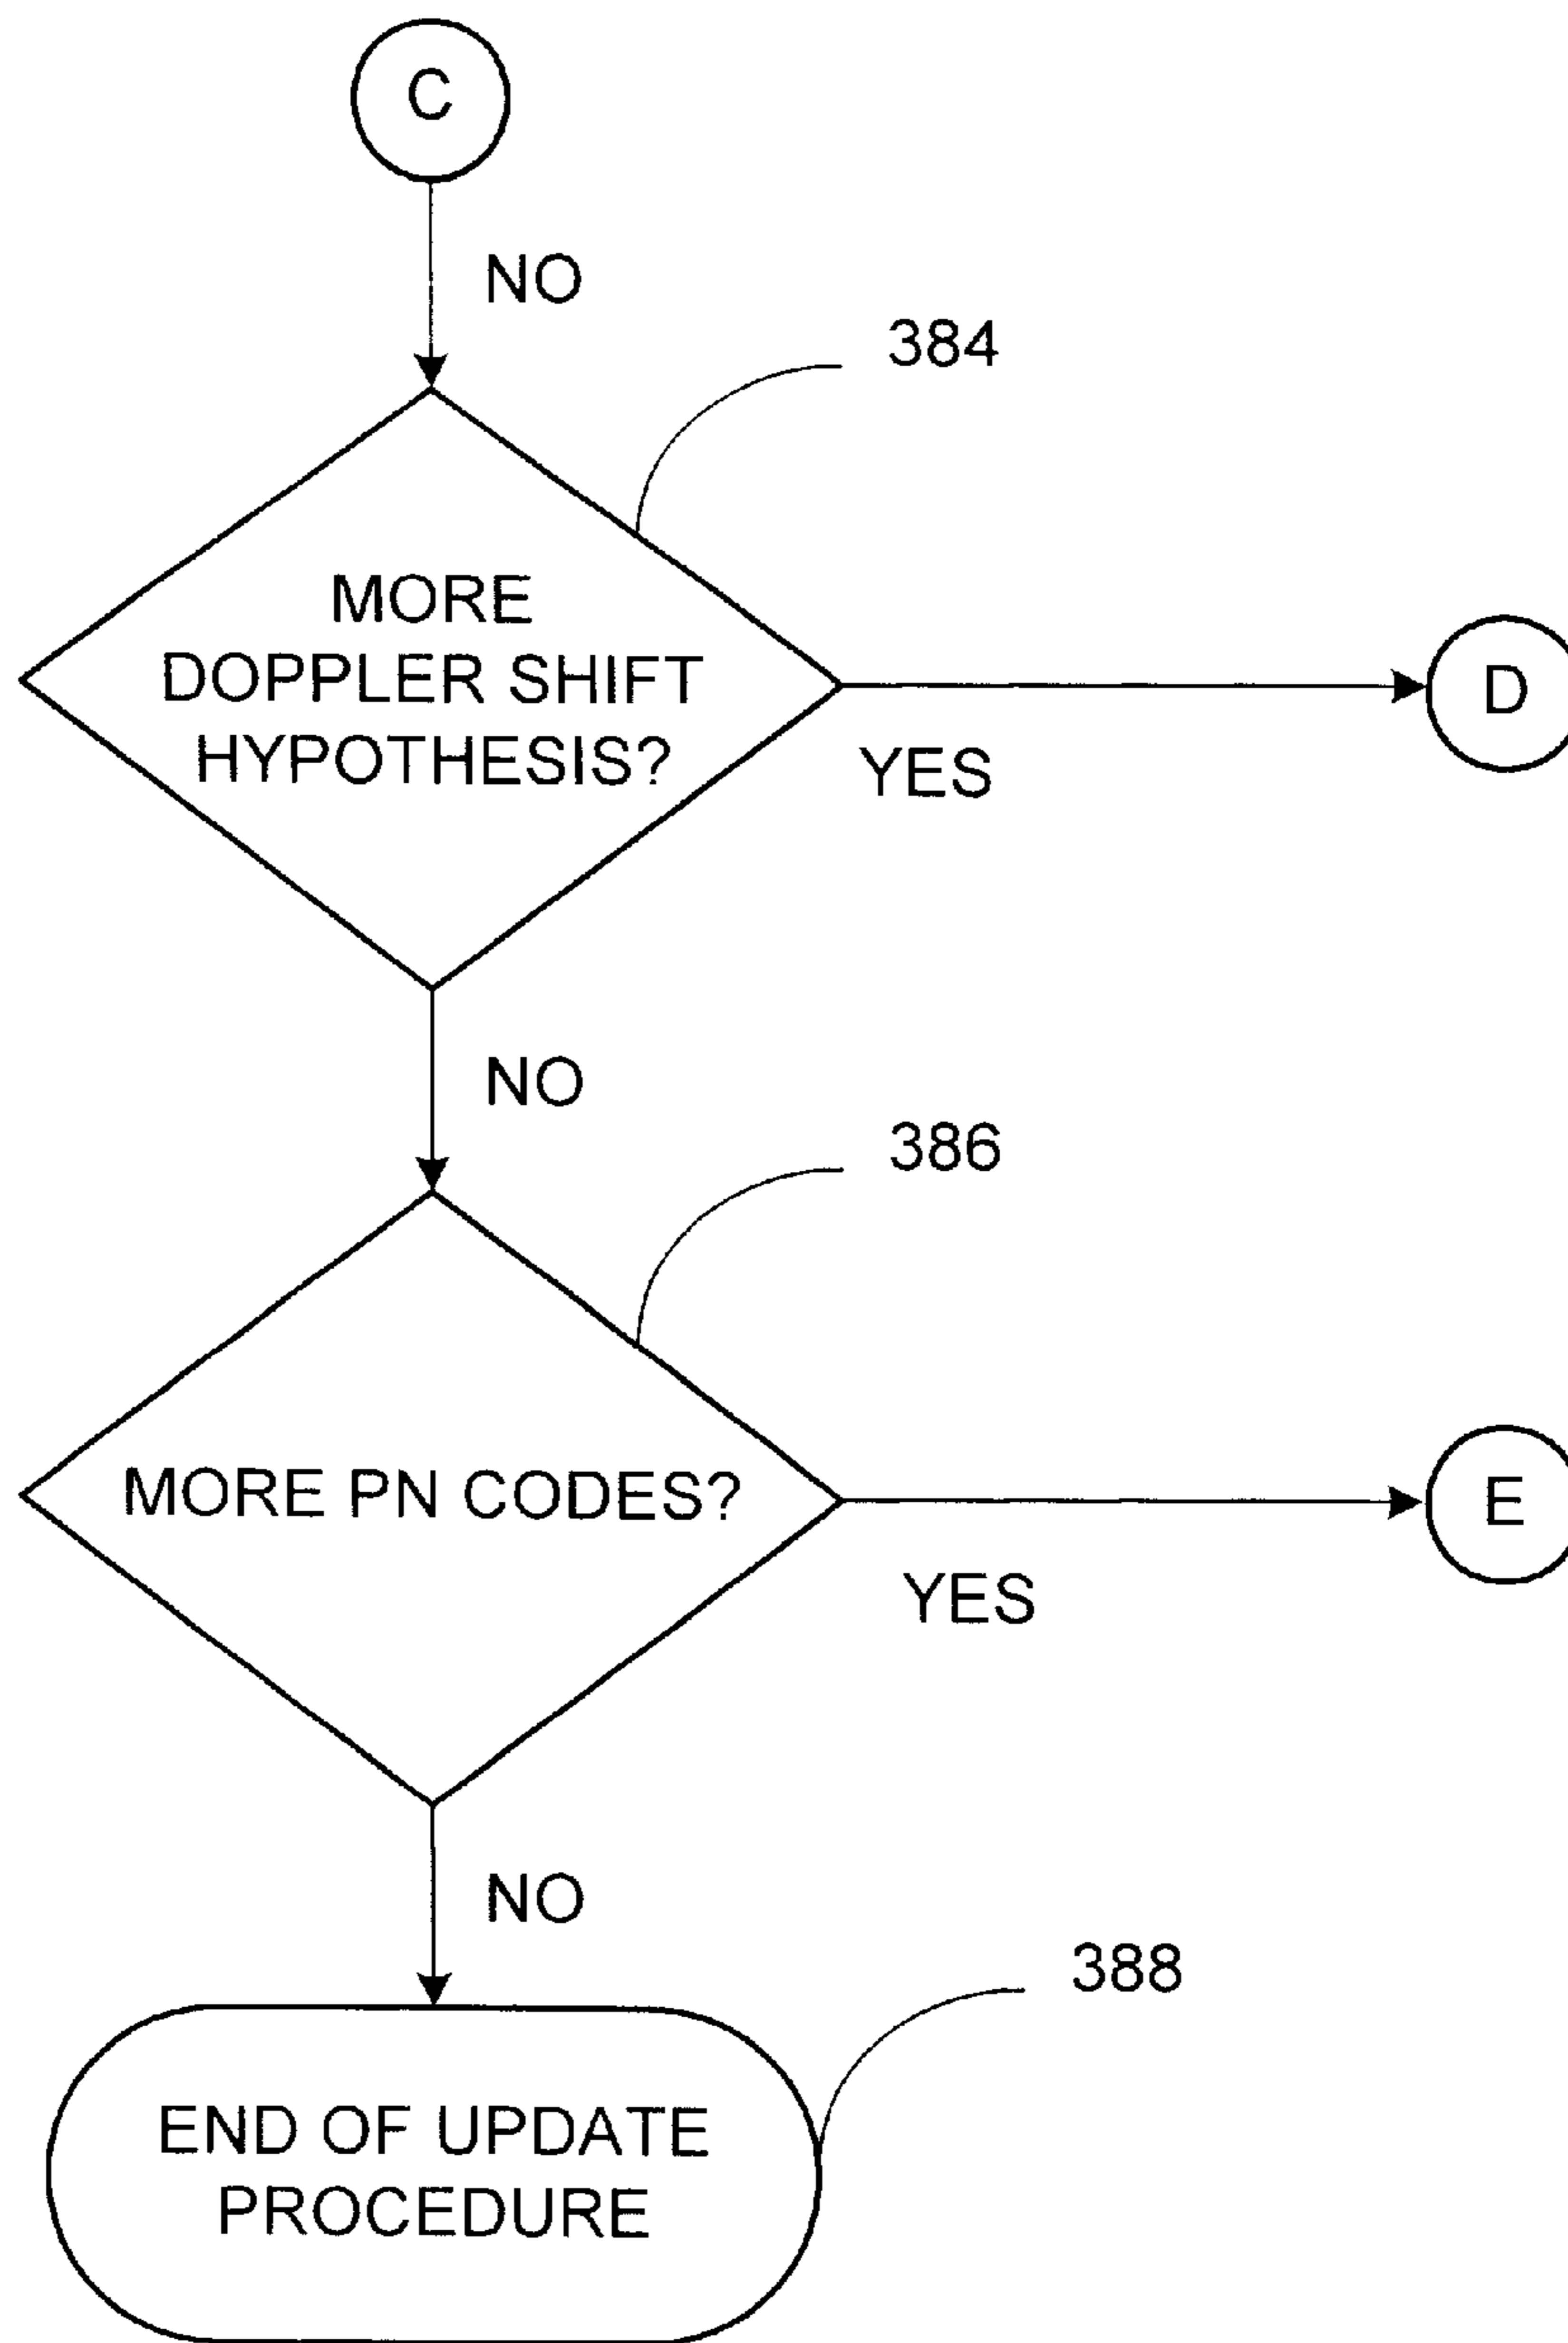 C
NO
384
MORE
DOPPLER SHIFT
HYPOTHESIS?
D
YES
NO
386
MORE PN CODES?
E
YES
NO
388
END OF UPDATE
PROCEDURE